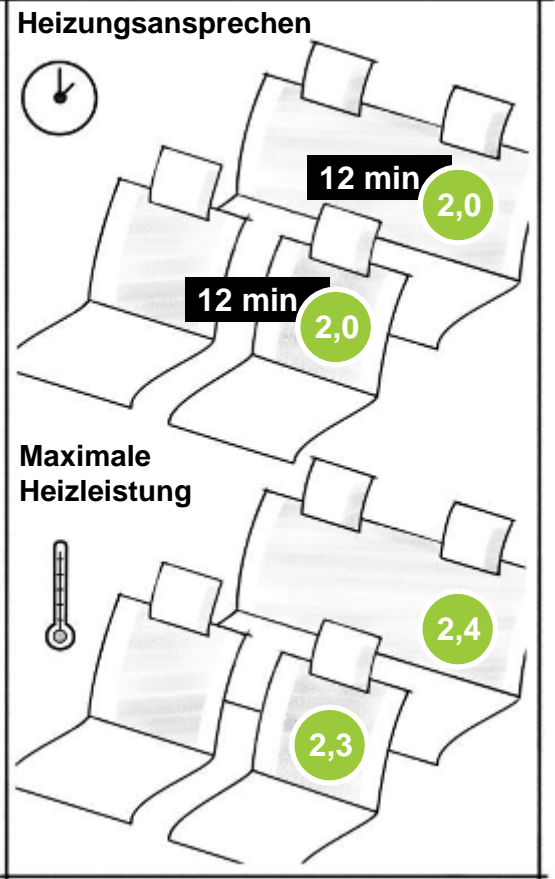 Heizungsansprechen
12 min
2,0
12 min
2,0
Maximale
Heizleistung
2,4
2,3